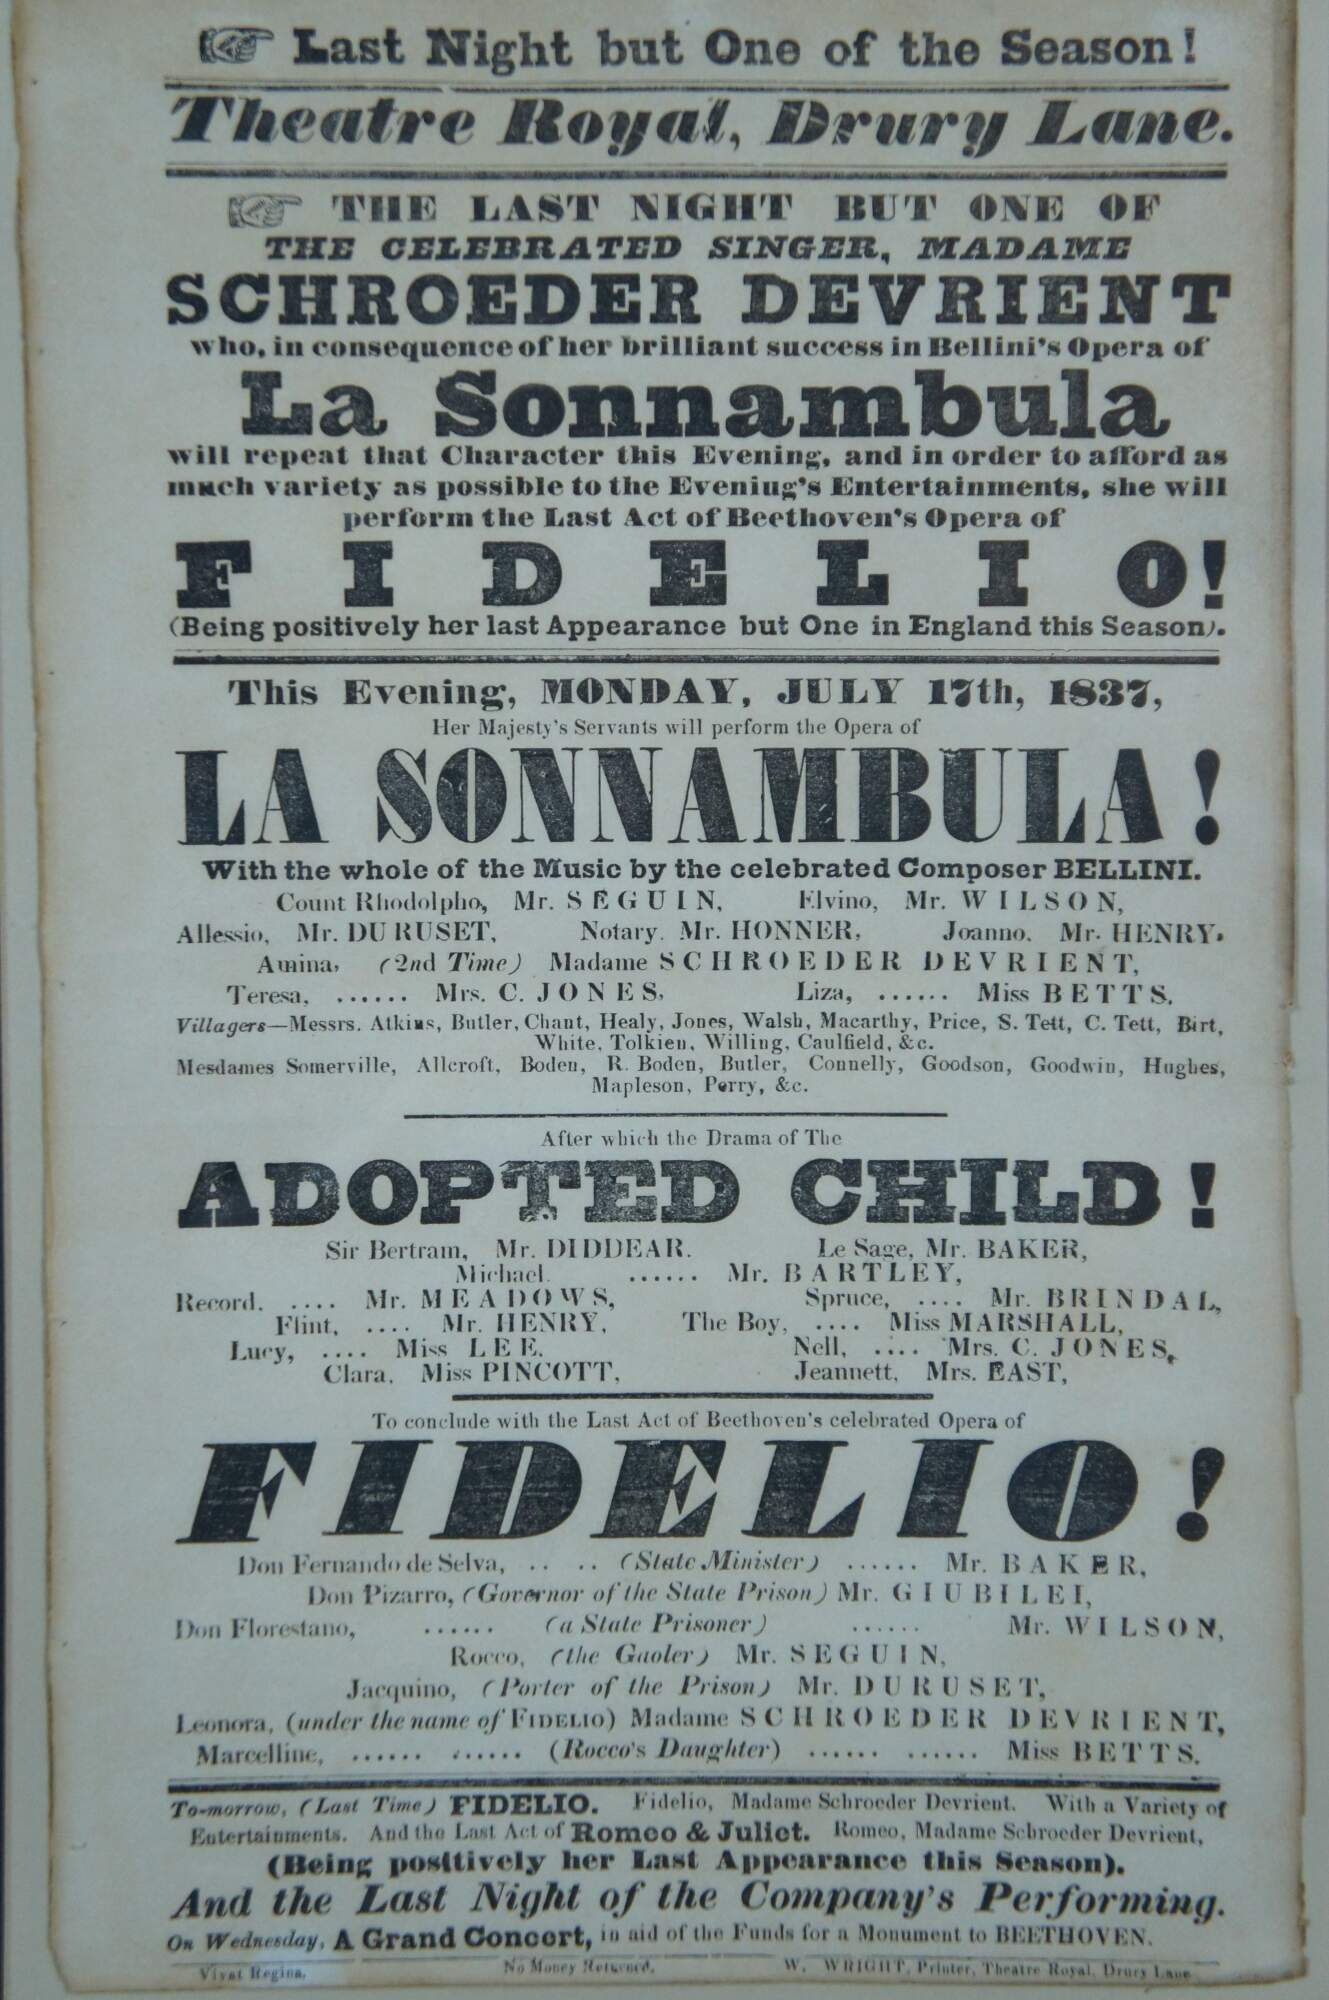 Last Night but One of the Season!
Theatre Royal, Drury Lane.
THE LAST NIGHT BUT ONE OF
THE CELEBRATED SINGER, MADAME
SCHROEDER DEVRIENT
who, in consequence of her brilliant success in Bellini's Opera of
La Sonnambula
will repeat that Character this Evening, and in order to afford as
much variety as possible to the Eveniug's Entertainments, she will
perform the Last Act of Beethoven's Opera of
FIDELIO!
(Being positively her last Appearance but One in England this Season).
This Evening, MONDAY, JULY 17th, 1837,
Her Majesty's Servants will perform the Opera of
LA SONNAMBULA!
With the whole of the Music by the celebrated Composer BELLINI.
Count Rhodolpho, Mr. SEGUIN, Elvino, Mr. WILSON,
Allessio, Mr. DURUSET, Notary, Mr. HONNER, Joanno, Mr. HENRY,
Amina, (2nd Time) Madame SCHROEDER DEVRIENT,
Teresa, ...... Mrs. C. JONES, Liza, ...... Miss BETTS.
Villagers—Messrs. Atkins, Butler, Chant, Healy, Jones, Walsh, Macarthy, Price, S. Tett, C. Tett, Birt,
White, Tolkien, Willing, Caulfield, &c.
Mesdames Somerville, Allcroft, Boden, R. Boden, Butler, Connelly, Goodson, Goodwin, Hughes,
Mapleson, Perry, &c.
After which the Drama of The
ADOPTED CHILD!
Sir Bertram, Mr. DIDDEAR. Le Sage, Mr. BAKER,
Michael. ...... Mr. BARTLEY,
Record. .... Mr. MEADOWS, Spruce, .... Mr. BRINDAL,
Flint, .... Mr. HENRY, The Boy, .... Miss MARSHALL,
Lucy, .... Miss LEE. Nell, .... Mrs. C. JONES,
Clara. Miss PINCOTT, Jeannett, Mrs. EAST,
To conclude with the Last Act of Beethoven's celebrated Opera of
FIDELIO!
Don Fernando de Selva, .. .. (State Minister) ...... Mr. BAKER,
Don Pizarro, (Governor of the State Prison) Mr. GIUBILEI,
Don Florestano, ...... (a State Prisoner) ...... Mr. WILSON,
Rocco, (the Gaoler) Mr. SEGUIN,
Jacquino, (Porter of the Prison) Mr. DURUSET,
Leonora, (under the name of FIDELIO) Madame SCHROEDER DEVRIENT,
Marcelline, ...... ...... (Rocco's Daughter) ...... ...... Miss BETTS.
To-morrow, (Last Time) FIDELIO. Fidelio, Madame Schroeder Devrient. With a Variety of
Entertainments. And the Last Act of Romeo & Juliet. Romeo, Madame Schroeder Devrient,
(Being positively her Last Appearance this Season).
And the Last Night of the Company's Performing.
On Wednesday, A Grand Concert, in aid of the Funds for a Monument to BEETHOVEN.
Vivat Regina. No Money Returned. W. WRIGHT, Printer, Theatre Royal, Drury Lane